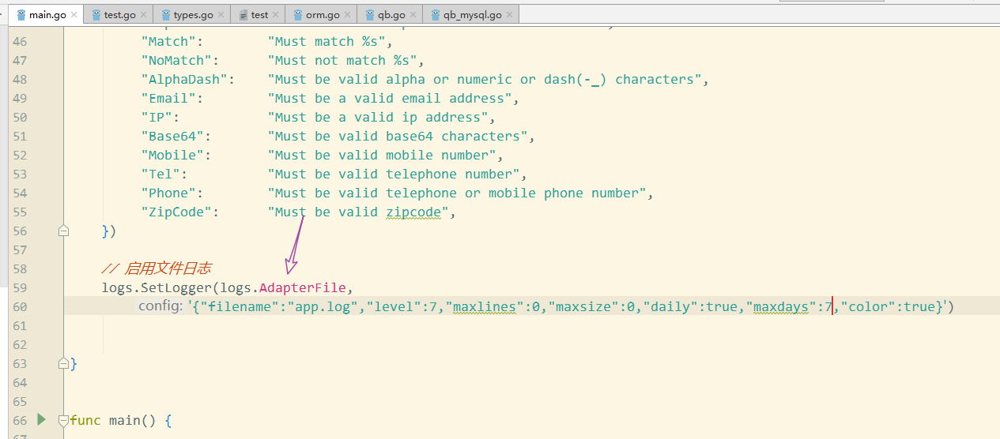 main.go test.go types.go test orm.go qb.go qb_mysql.go
46 "Match": "Must match %s",
47 "NoMatch": "Must not match %s",
48 "AlphaDash": "Must be valid alpha or numeric or dash(-_) characters",
49 "Email": "Must be a valid email address",
50 "IP": "Must be a valid ip address",
51 "Base64": "Must be valid base64 characters",
52 "Mobile": "Must be valid mobile number",
53 "Tel": "Must be valid telephone number",
54 "Phone": "Must be valid telephone or mobile phone number",
55 "ZipCode": "Must be valid zipcode",
56 })
57
58 // 启用文件日志
59 logs.SetLogger(logs.AdapterFile,
60 config: '{"filename":"app.log","level":7,"maxlines":0,"maxsize":0,"daily":true,"maxdays":7,"color":true}')
61
62
63 }
64
65
66 func main() {